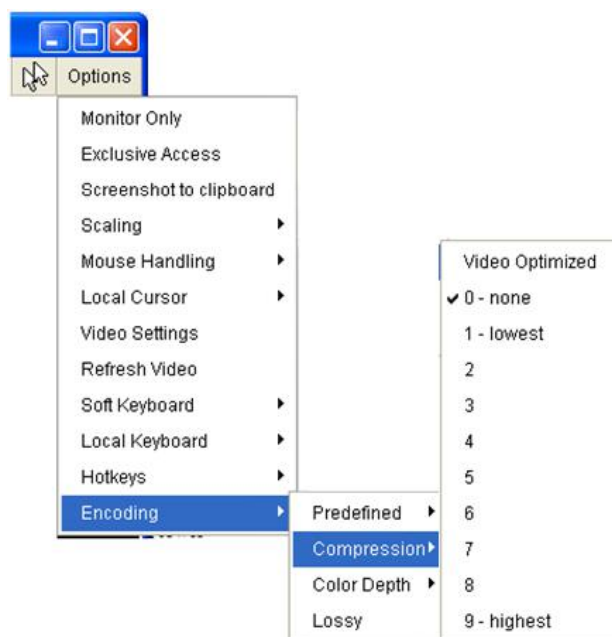 Options
Monitor Only
Exclusive Access
Screenshot to clipboard
Scaling
Mouse Handling
Local Cursor
Video Settings
Refresh Video
Soft Keyboard
Local Keyboard
Hotkeys
Encoding
Predefined
Compression
Color Depth
Lossy
Video Optimized
0 - none
1 - lowest
2
3
4
5
6
7
8
9 - highest